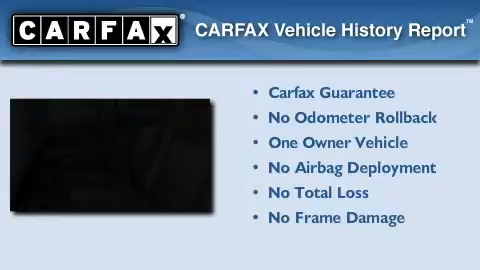 CARFAX® CARFAX Vehicle History Report™
• Carfax Guarantee
• No Odometer Rollback
• One Owner Vehicle
• No Airbag Deployment
• No Total Loss
• No Frame Damage